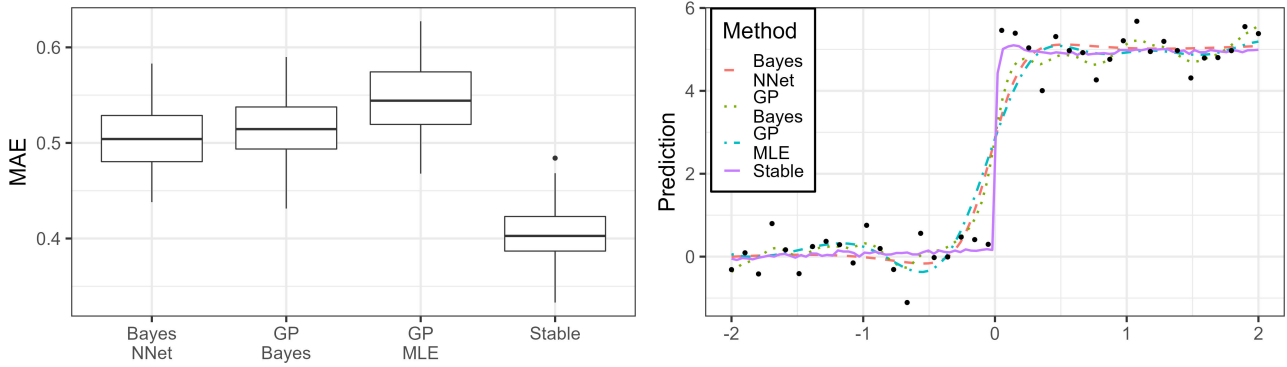 MAE
0.6
0.5
0.4
Bayes
NNet
GP
Bayes
GP
MLE
Stable
Prediction
6
4
2
0
Method
Bayes
NNet
GP
Bayes
GP
MLE
Stable
-2
-1
0
1
2